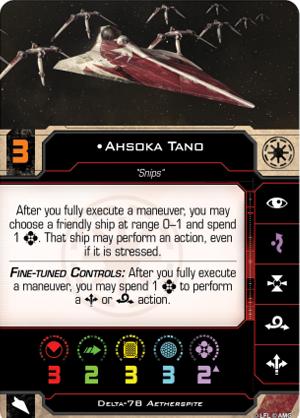 3
• Ahsoka Tano
"Snips"
After you fully execute a maneuver, you may
choose a friendly ship at range 0–1 and spend
1 . That ship may perform an action, even
if it is stressed.
Fine-tuned Controls: After you fully execute
a maneuver, you may spend 1 to perform
a or action.
3 2 3 3 2
Delta-7B Aethersprite
©LFL ©AMG